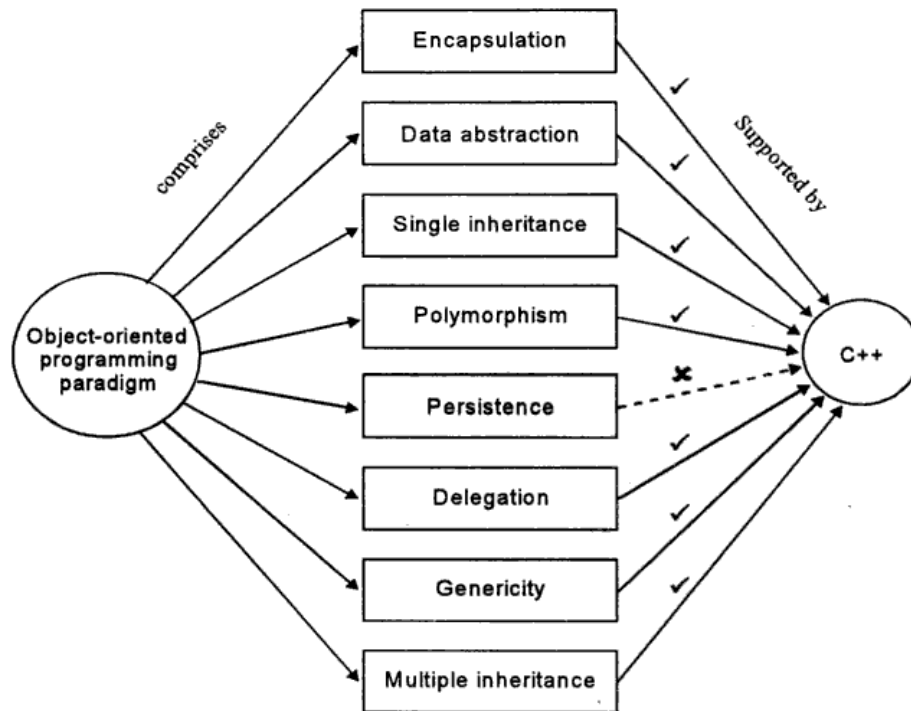 Encapsulation
Data abstraction
Single inheritance
Polymorphism
Persistence
Delegation
Genericity
Multiple inheritance
comprises
Supported by
Object-oriented
programming
paradigm
C++